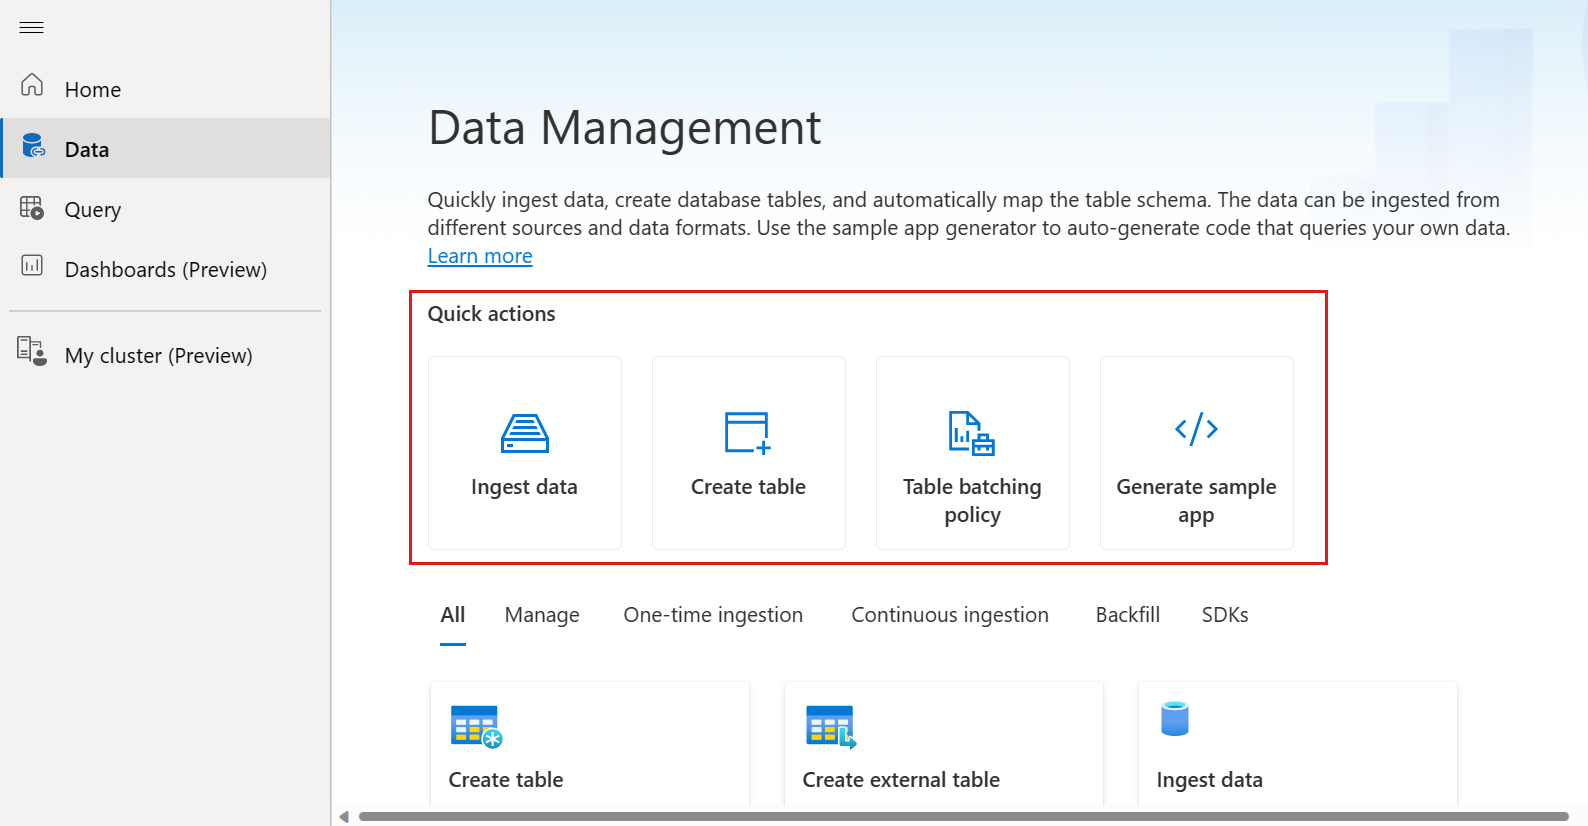 Home
Data
Query
Dashboards (Preview)
My cluster (Preview)
Data Management
Quickly ingest data, create database tables, and automatically map the table schema. The data can be ingested from
different sources and data formats. Use the sample app generator to auto-generate code that queries your own data.
Learn more
Quick actions
Ingest data
Create table
Table batching
policy
Generate sample
app
All Manage One-time ingestion Continuous ingestion Backfill SDKs
Create table
Create external table
Ingest data